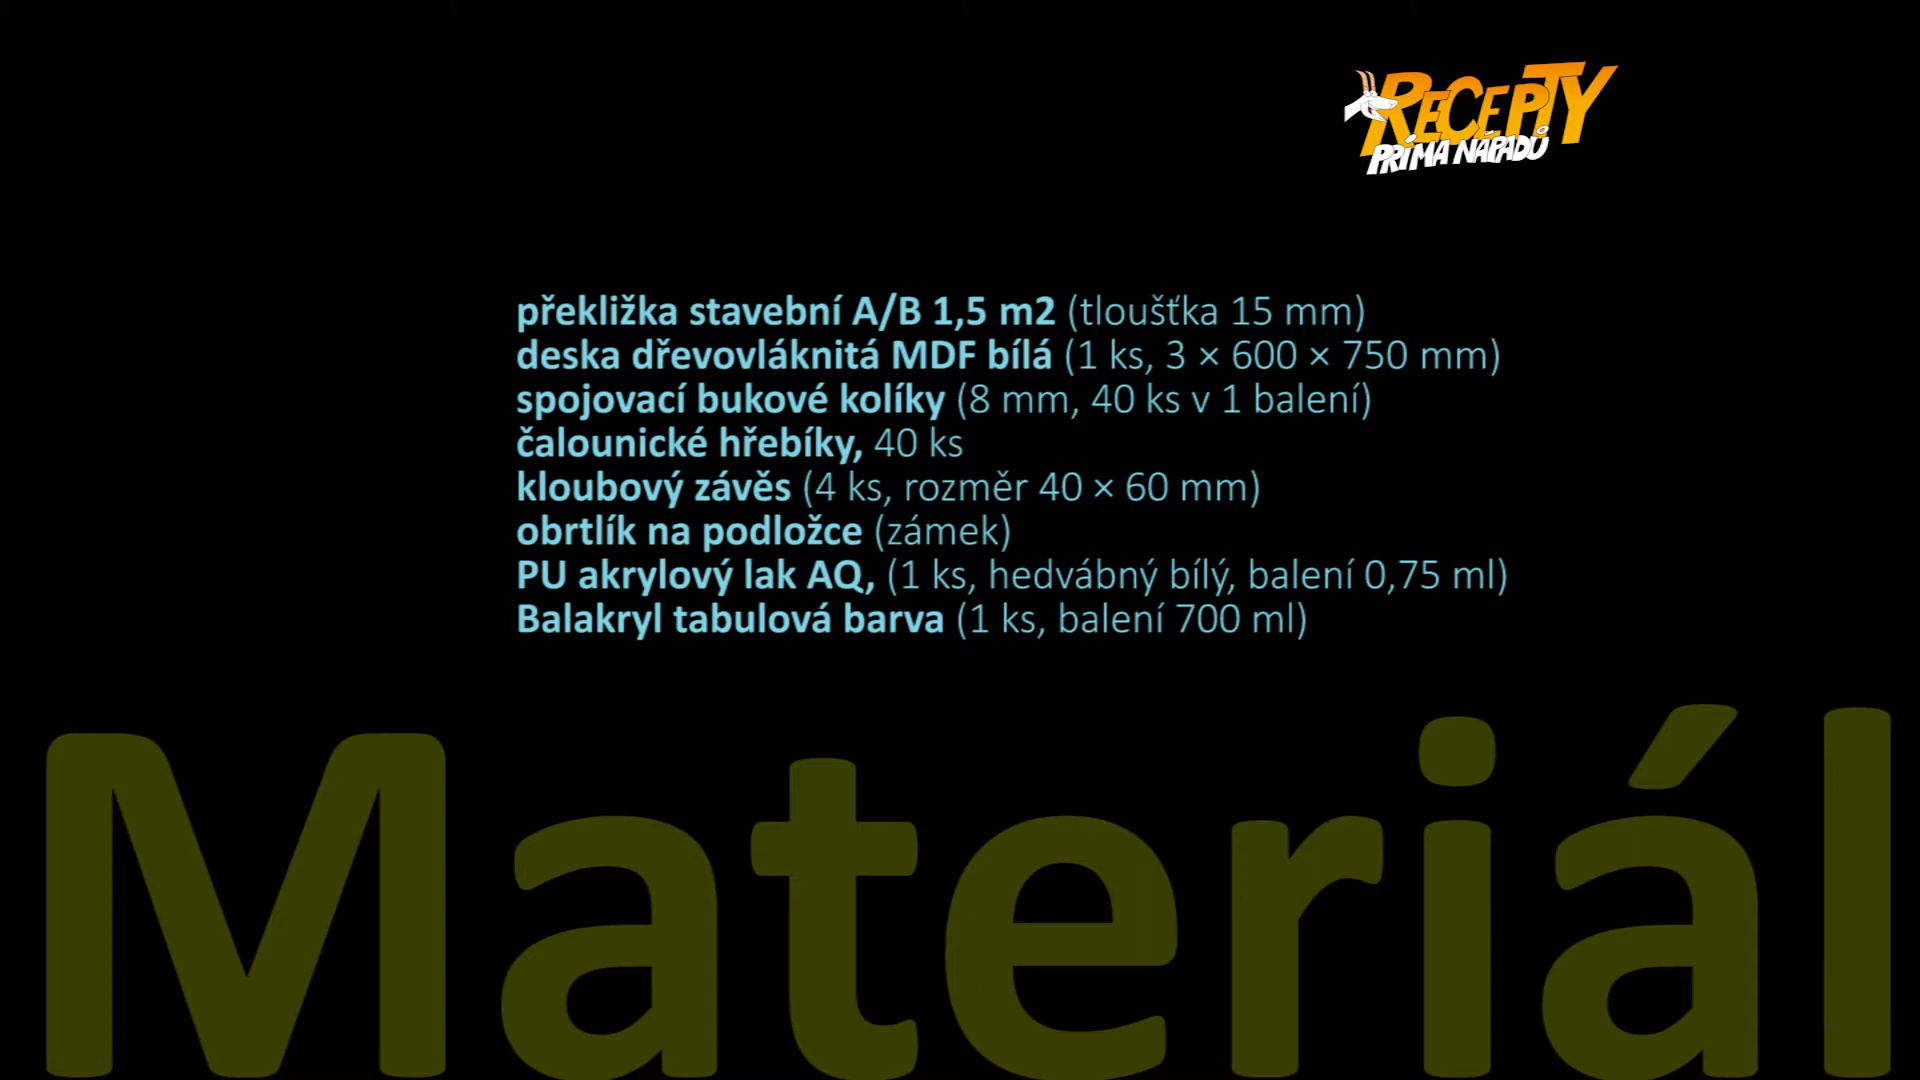 RECEPTY
PRIMA NÁPADŮ
překližka stavební A/B 1,5 m2 (tloušťka 15 mm)
deska dřevovláknitá MDF bílá (1 ks, 3 × 600 × 750 mm)
spojovací bukové kolíky (8 mm, 40 ks v 1 balení)
čalounické hřebíky, 40 ks
kloubový závěs (4 ks, rozměr 40 × 60 mm)
obrtlík na podložce (zámek)
PU akrylový lak AQ, (1 ks, hedvábný bílý, balení 0,75 ml)
Balakryl tabulová barva (1 ks, balení 700 ml)
Materiál